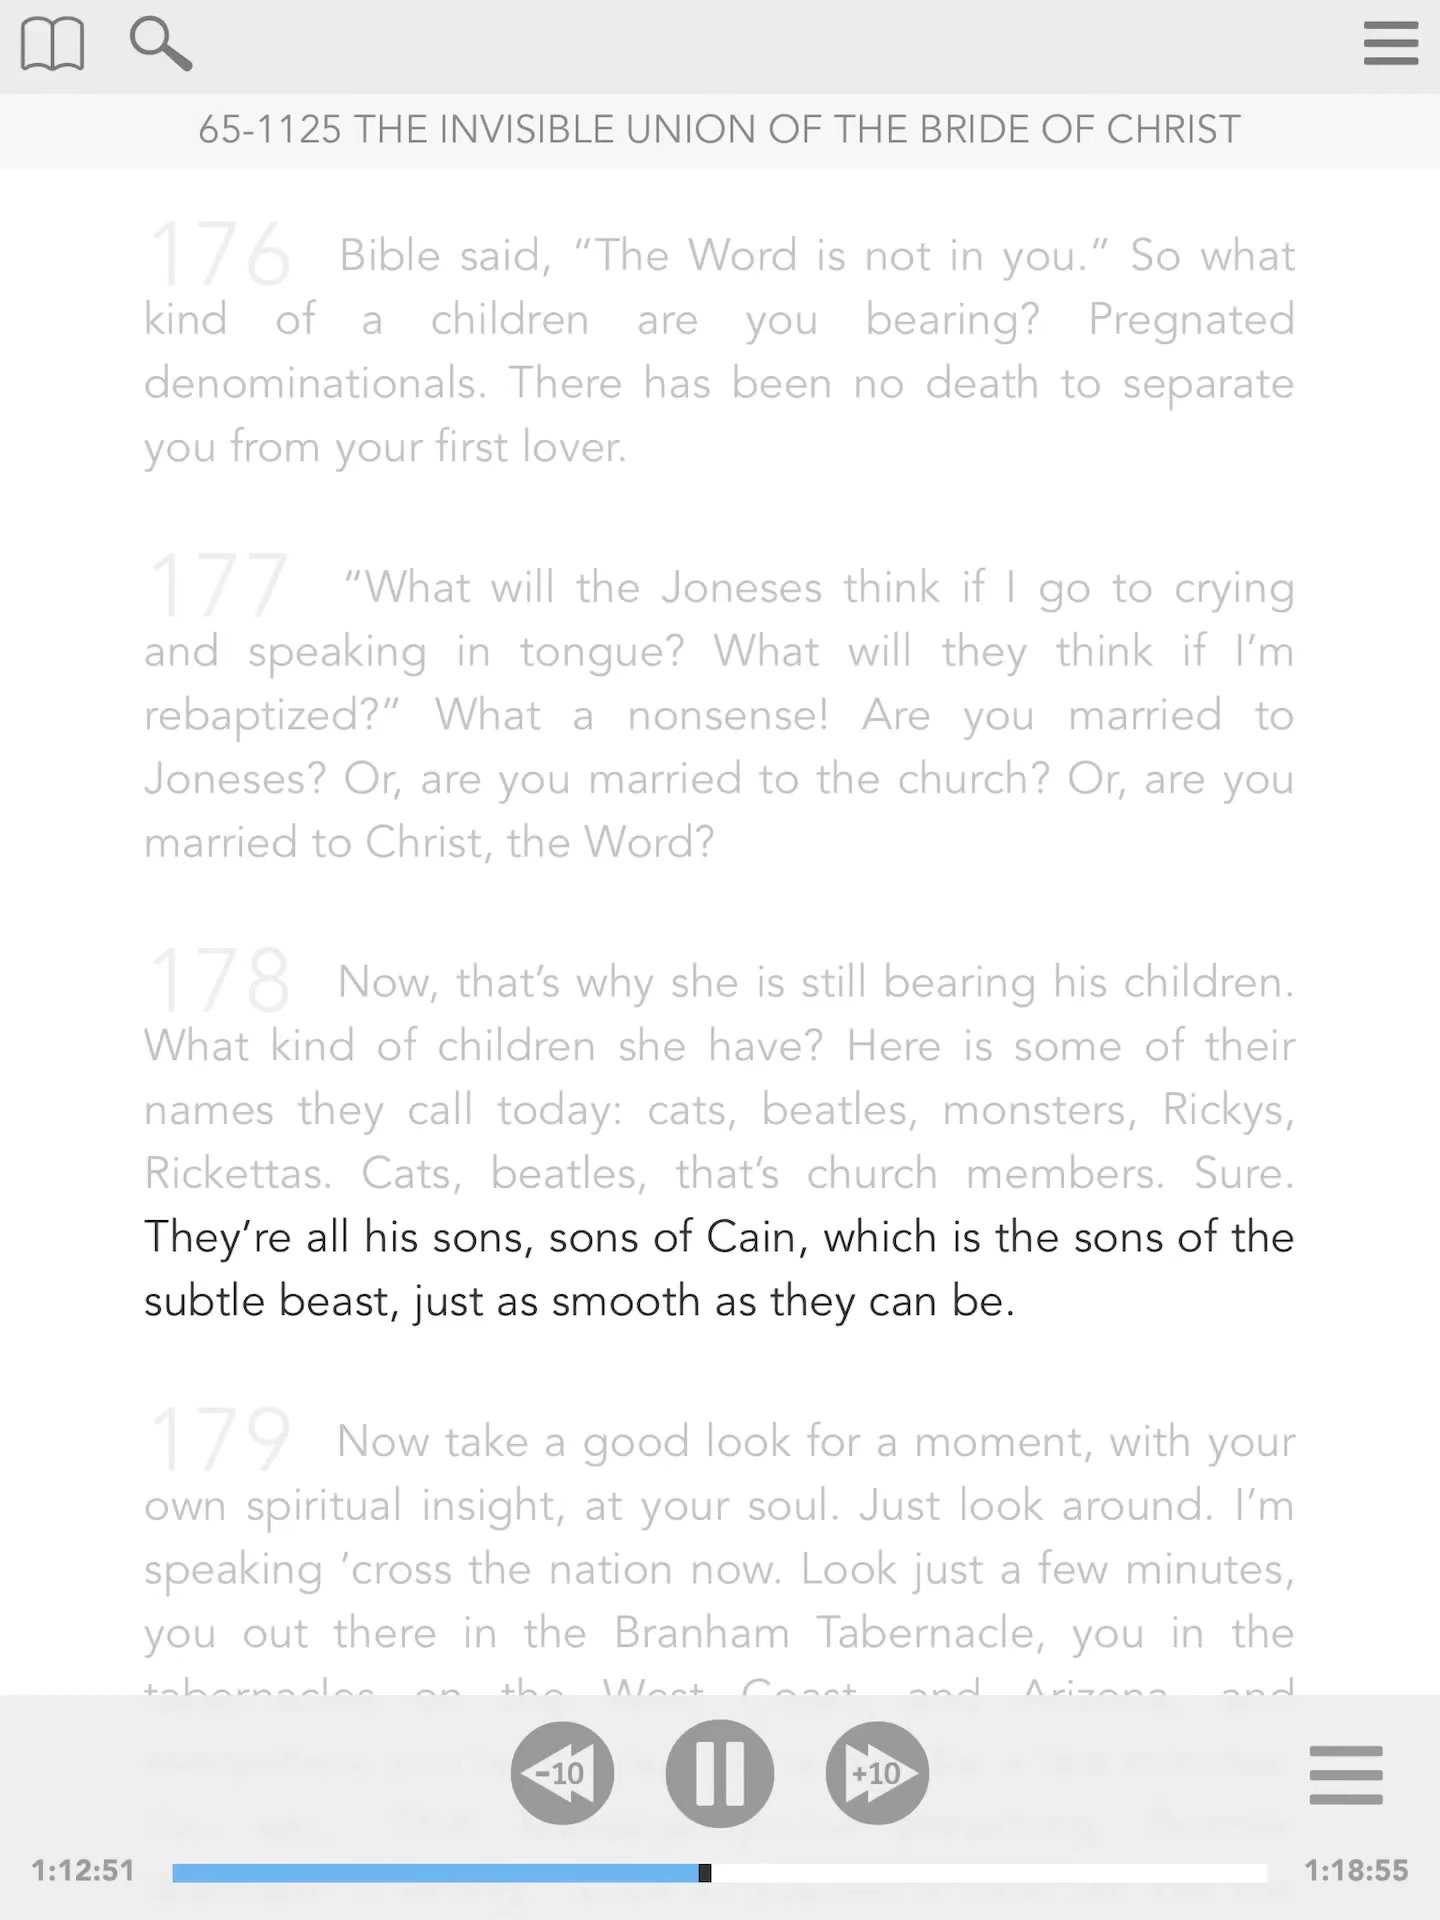 65-1125 THE INVISIBLE UNION OF THE BRIDE OF CHRIST
176 Bible said, “The Word is not in you.” So what
kind of a children are you bearing? Pregnated
denominationals. There has been no death to separate
you from your first lover.
177 “What will the Joneses think if I go to crying
and speaking in tongue? What will they think if I’m
rebaptized?” What a nonsense! Are you married to
Joneses? Or, are you married to the church? Or, are you
married to Christ, the Word?
178 Now, that’s why she is still bearing his children.
What kind of children she have? Here is some of their
names they call today: cats, beatles, monsters, Rickys,
Rickettas. Cats, beatles, that’s church members. Sure.
They’re all his sons, sons of Cain, which is the sons of the
subtle beast, just as smooth as they can be.
179 Now take a good look for a moment, with your
own spiritual insight, at your soul. Just look around. I’m
speaking ’cross the nation now. Look just a few minutes,
you out there in the Branham Tabernacle, you in the
tabernacles on the West Coast, and Arizona, and
-10 +10
1:12:51 1:18:55